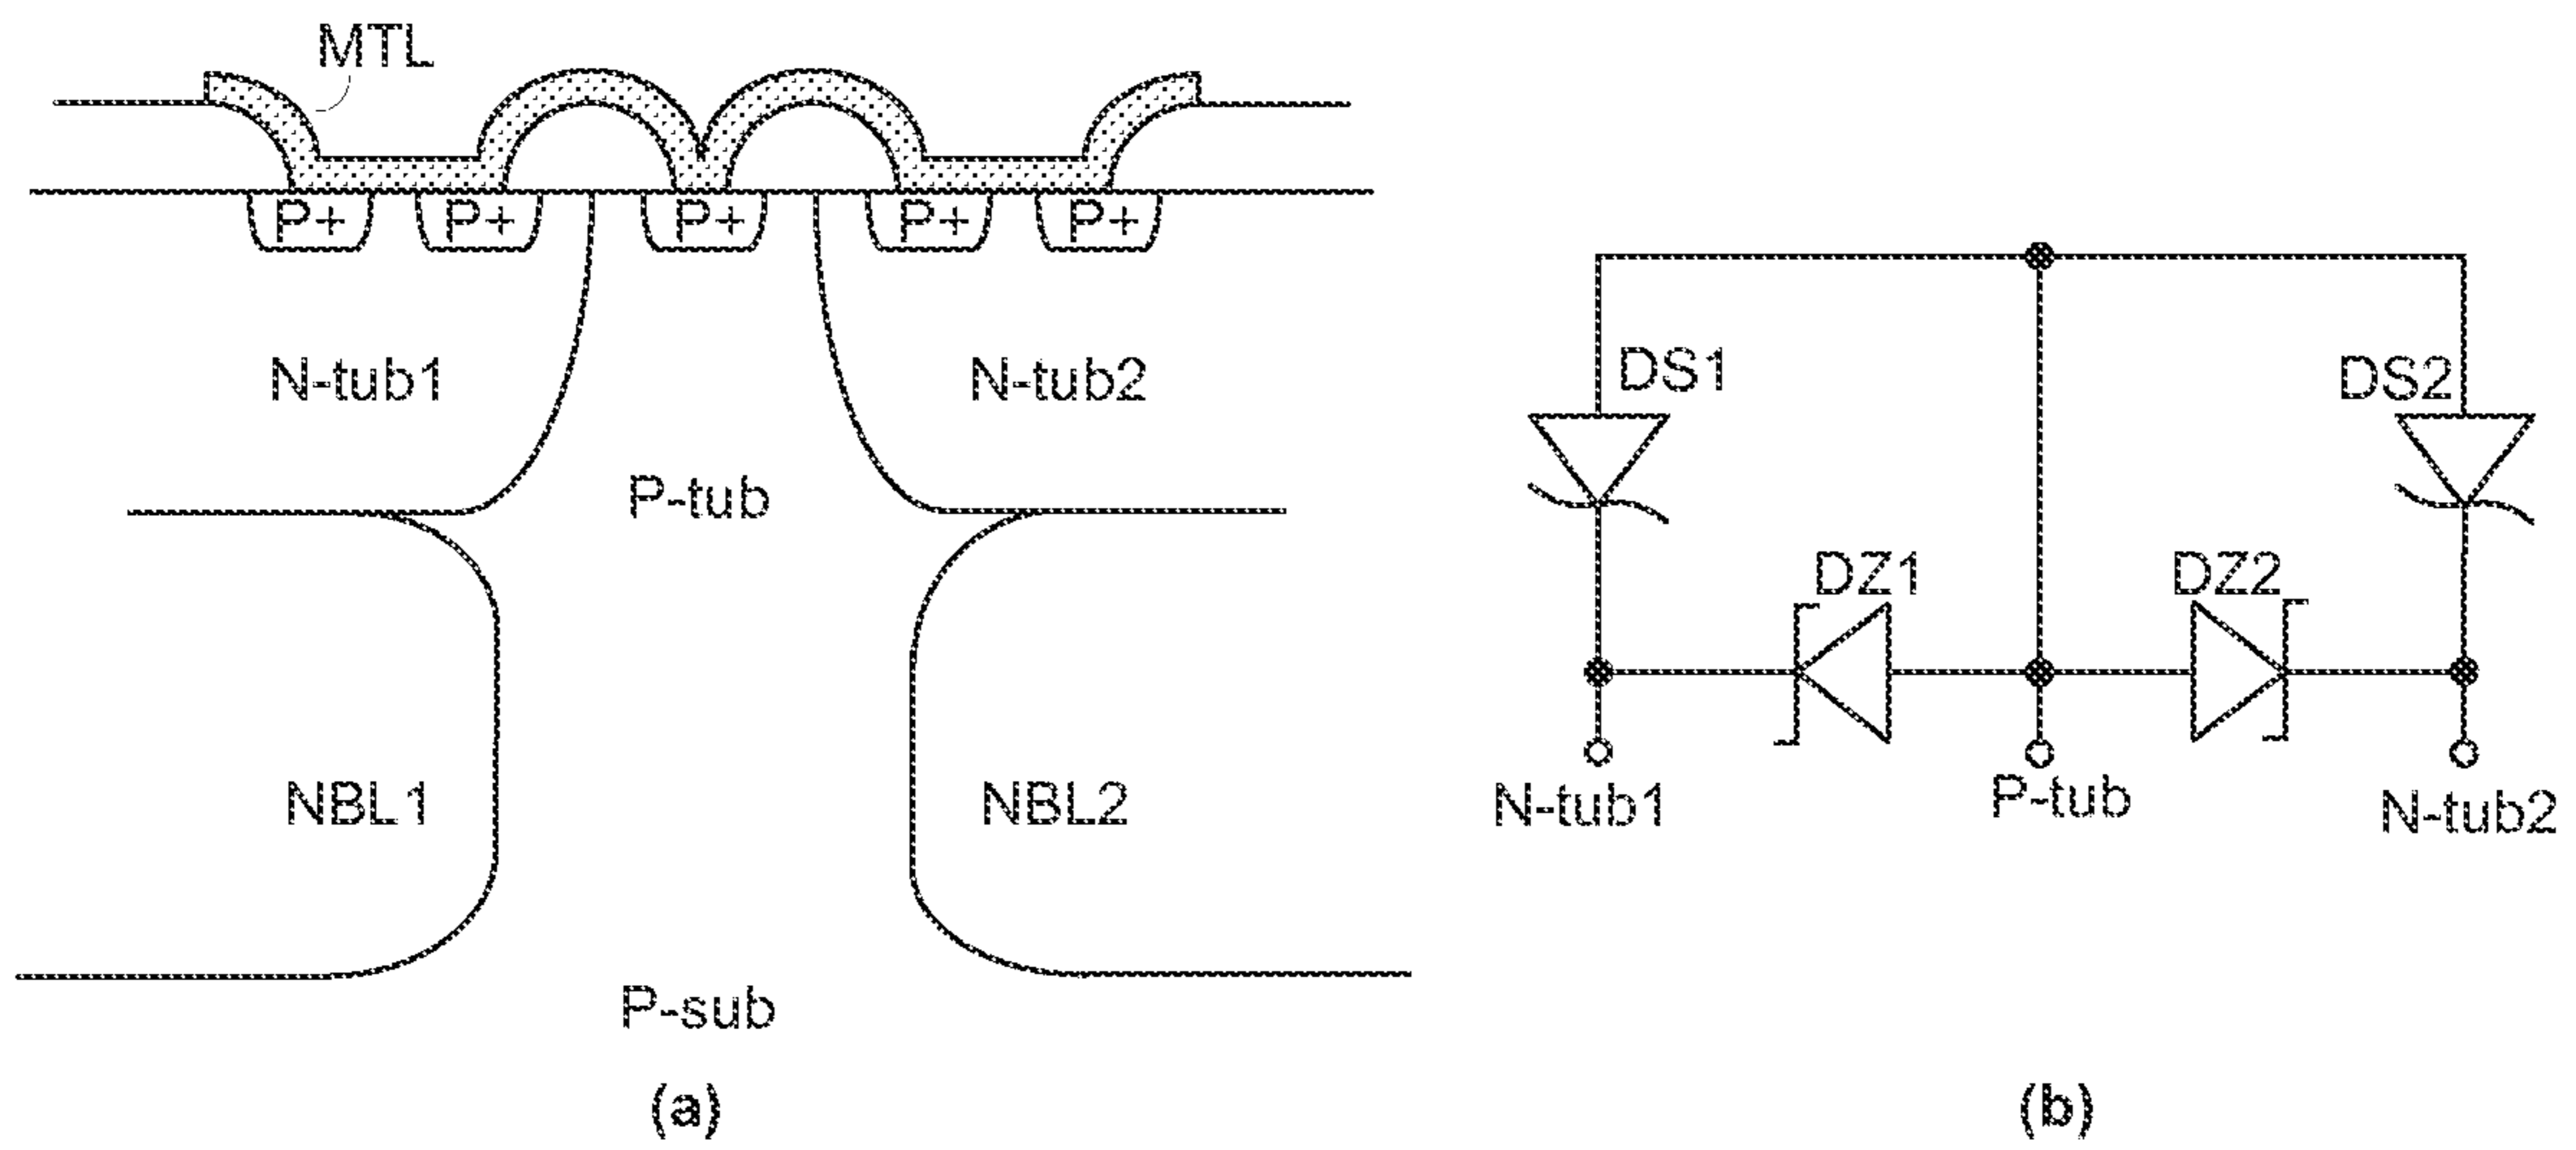 MTL
P+ P+ P+ P+ P+
N-tub1 N-tub2
P-tub
NBL1 NBL2
P-sub
(a)
DS1 DS2
DZ1 DZ2
N-tub1 P-tub N-tub2
(b)